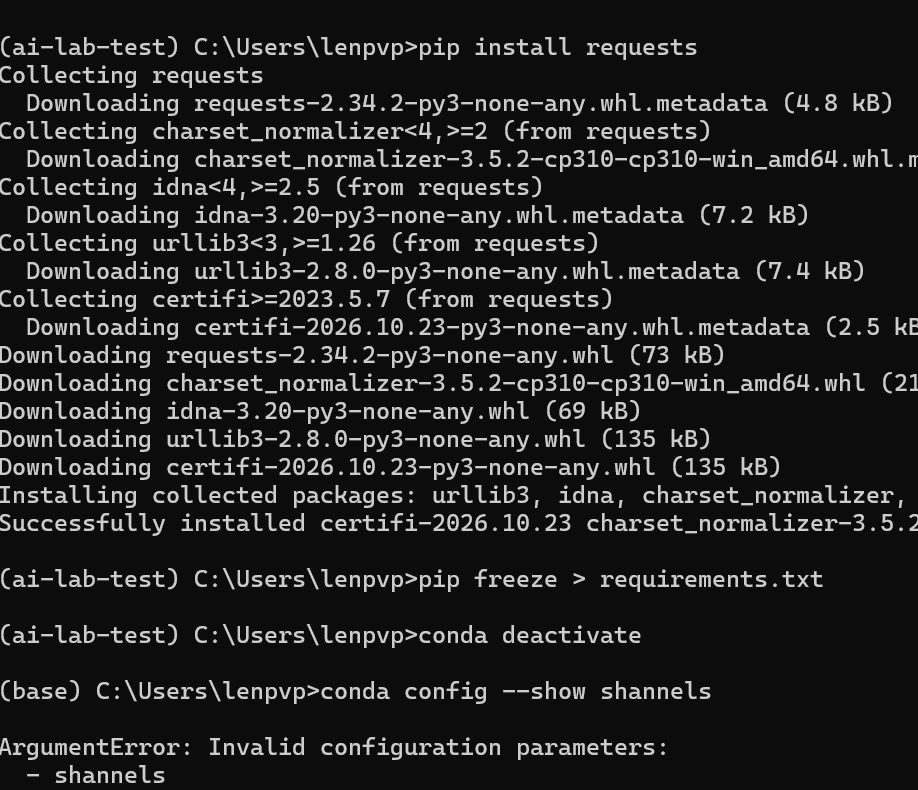 (ai-lab-test) C:\Users\lenpvp>pip install requests
Collecting requests
  Downloading requests-2.34.2-py3-none-any.whl.metadata (4.8 kB)
Collecting charset_normalizer<4,>=2 (from requests)
  Downloading charset_normalizer-3.5.2-cp310-cp310-win_amd64.whl.m
Collecting idna<4,>=2.5 (from requests)
  Downloading idna-3.20-py3-none-any.whl.metadata (7.2 kB)
Collecting urllib3<3,>=1.26 (from requests)
  Downloading urllib3-2.8.0-py3-none-any.whl.metadata (7.4 kB)
Collecting certifi>=2023.5.7 (from requests)
  Downloading certifi-2026.10.23-py3-none-any.whl.metadata (2.5 kB
Downloading requests-2.34.2-py3-none-any.whl (73 kB)
Downloading charset_normalizer-3.5.2-cp310-cp310-win_amd64.whl (21
Downloading idna-3.20-py3-none-any.whl (69 kB)
Downloading urllib3-2.8.0-py3-none-any.whl (135 kB)
Downloading certifi-2026.10.23-py3-none-any.whl (135 kB)
Installing collected packages: urllib3, idna, charset_normalizer,
Successfully installed certifi-2026.10.23 charset_normalizer-3.5.2
(ai-lab-test) C:\Users\lenpvp>pip freeze > requirements.txt
(ai-lab-test) C:\Users\lenpvp>conda deactivate
(base) C:\Users\lenpvp>conda config --show shannels
ArgumentError: Invalid configuration parameters:
  - shannels